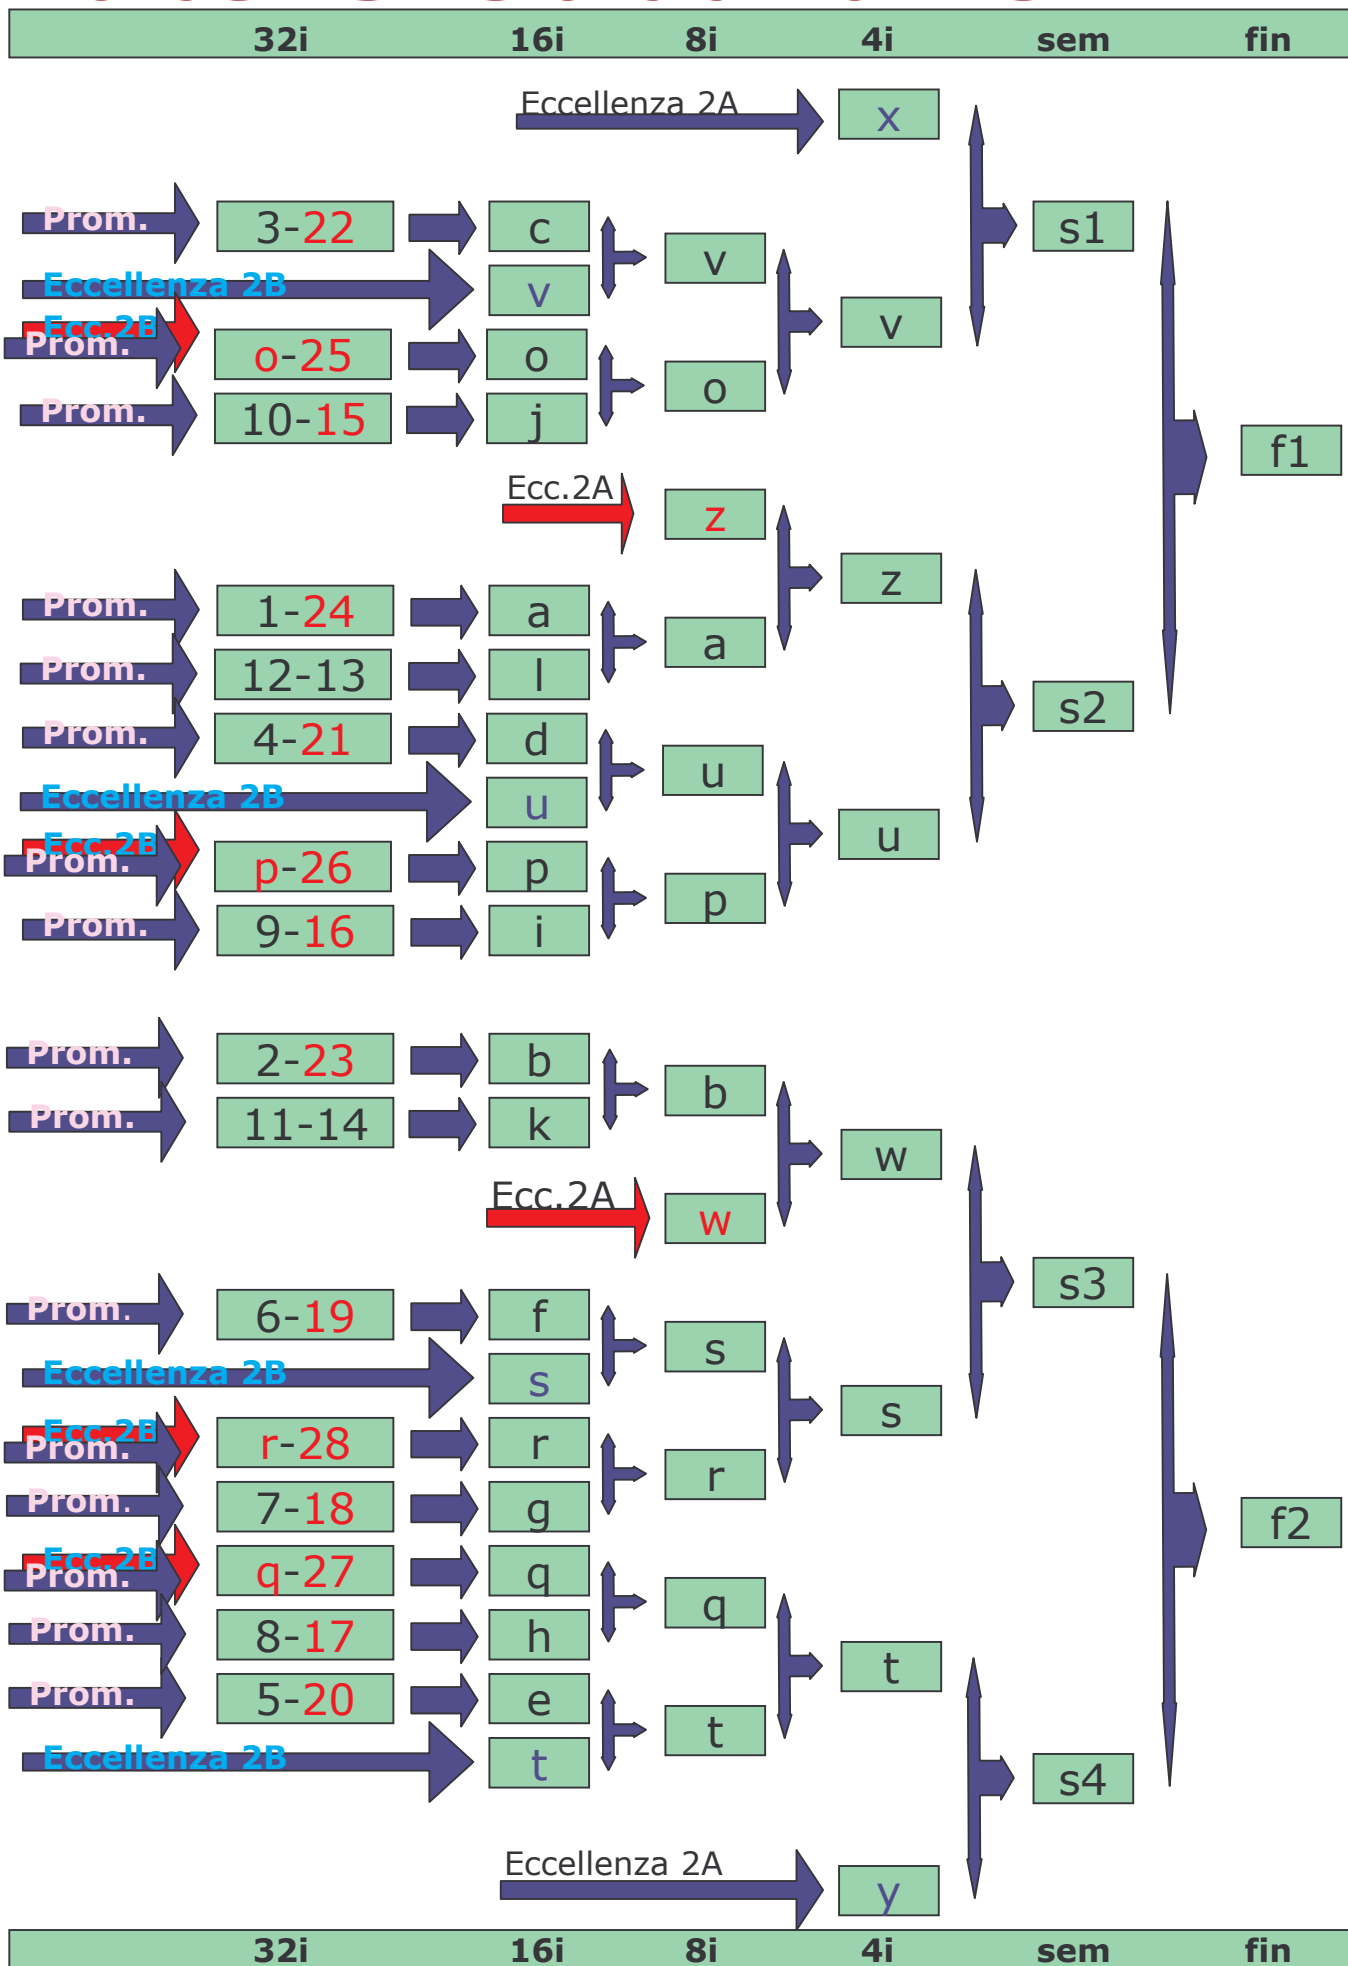 32i 16i 8i 4i sem fin
Eccellenza 2A x
Prom. 3-22 c s1
v
Eccellenza 2B v
v
Ecc.2B
Prom. o-25 o
o
Prom. 10-15 j
f1
Ecc.2A z
z
Prom. 1-24 a
a
Prom. 12-13 l
s2
Prom. 4-21 d
u
Eccellenza 2B u
u
Ecc.2B
Prom. p-26 p
p
Prom. 9-16 i
Prom. 2-23 b
b
Prom. 11-14 k
w
Ecc.2A w
s3
Prom. 6-19 f
s
Eccellenza 2B s
s
Ecc.2B
Prom. r-28 r
r
Prom. 7-18 g
f2
Ecc.2B
Prom. q-27 q
q
Prom. 8-17 h
t
Prom. 5-20 e
t
Eccellenza 2B t
s4
Eccellenza 2A y
32i 16i 8i 4i sem fin